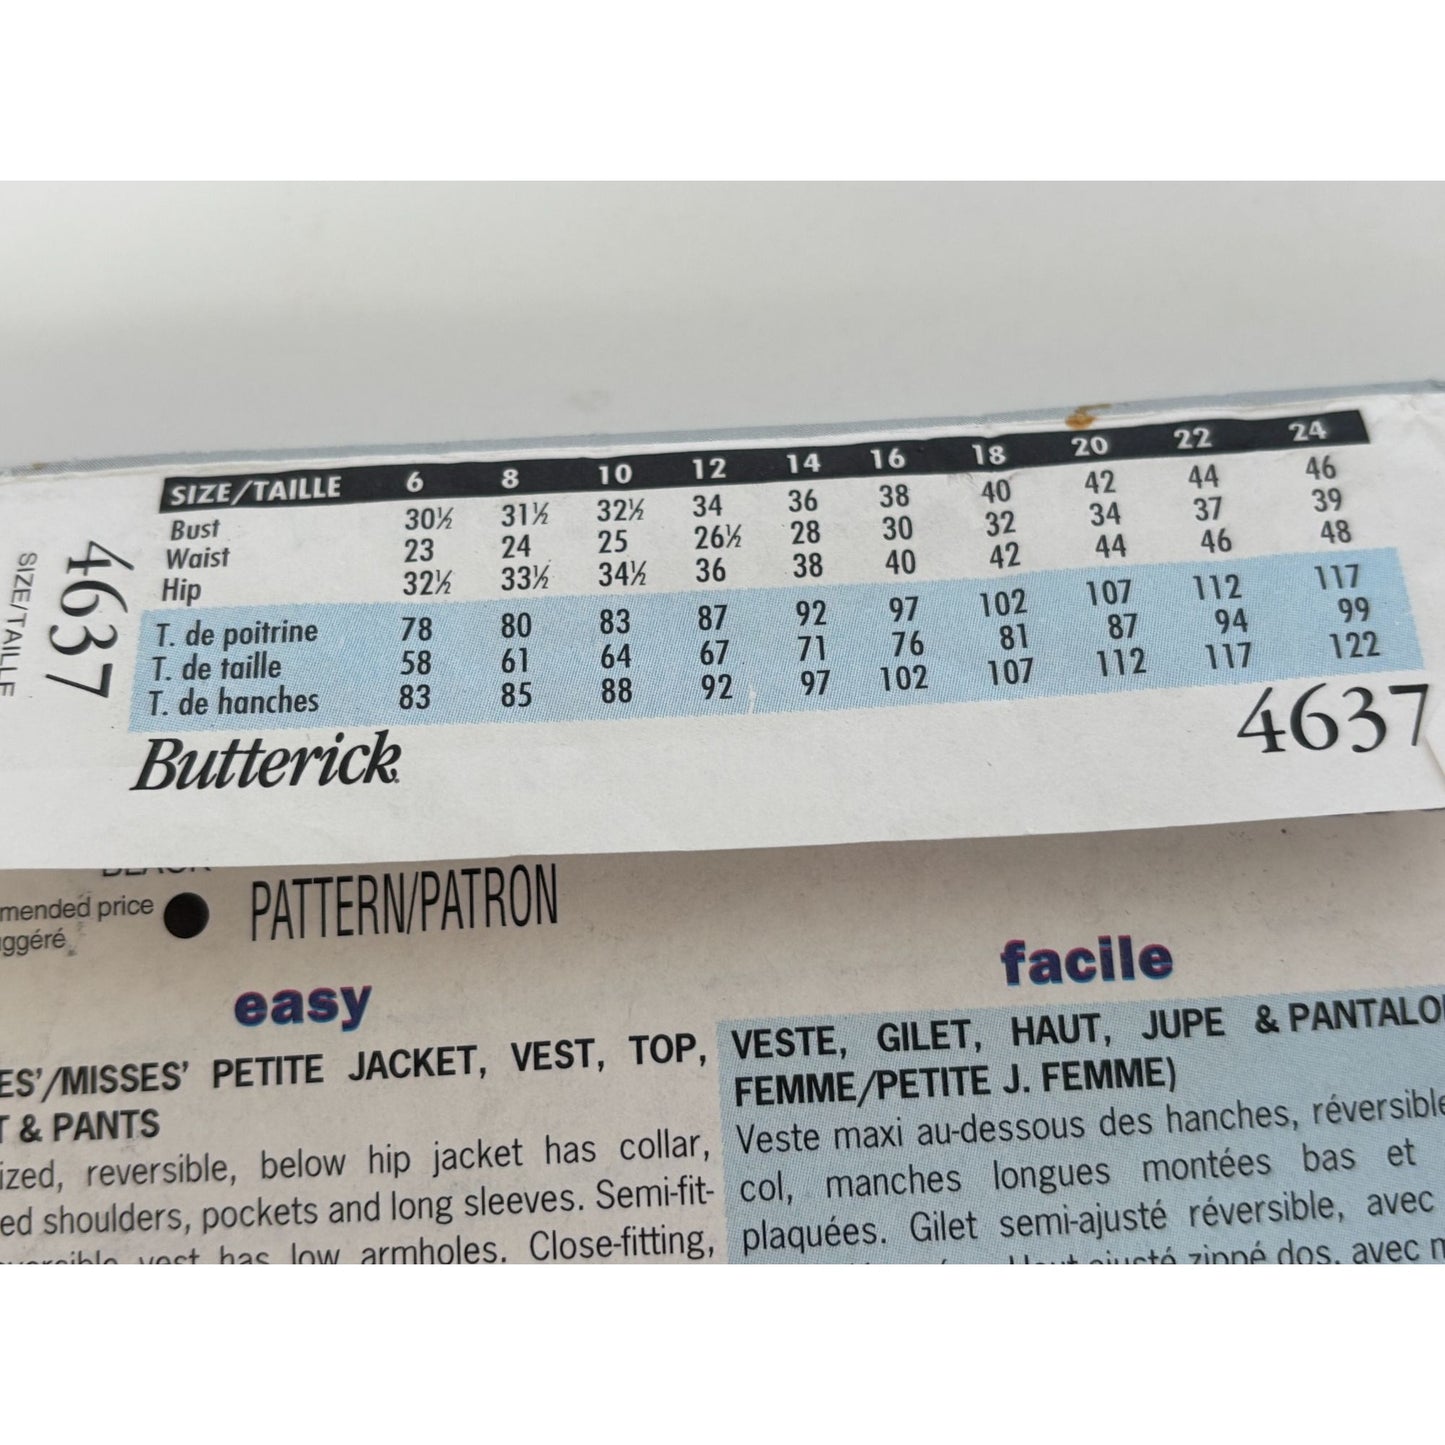 SIZE/TAILLE 6 8 10 12 14 16 18 20 22 24
Bust 30½ 31½ 32½ 34 36 38 40 42 44 46
Waist 23 24 25 26½ 28 30 32 34 37 39
Hip 32½ 33½ 34½ 36 38 40 42 44 46 48
T. de poitrine 78 80 83 87 92 97 102 107 112 117
T. de taille 58 61 64 67 71 76 81 87 94 99
T. de hanches 83 85 88 92 97 102 107 112 117 122
Butterick 4637
4637
SIZE/TAILLE
mended price
ggéré
PATTERN/PATRON
easy
ES'/MISSES' PETITE JACKET, VEST, TOP,
T & PANTS
ized, reversible, below hip jacket has collar,
ed shoulders, pockets and long sleeves. Semi-fit-
vest has low armholes. Close-fitting,
facile
VESTE, GILET, HAUT, JUPE & PANTALO
FEMME/PETITE J. FEMME)
Veste maxi au-dessous des hanches, réversible
col, manches longues montées bas et
plaquées. Gilet semi-ajusté réversible, avec
zippé dos, avec m